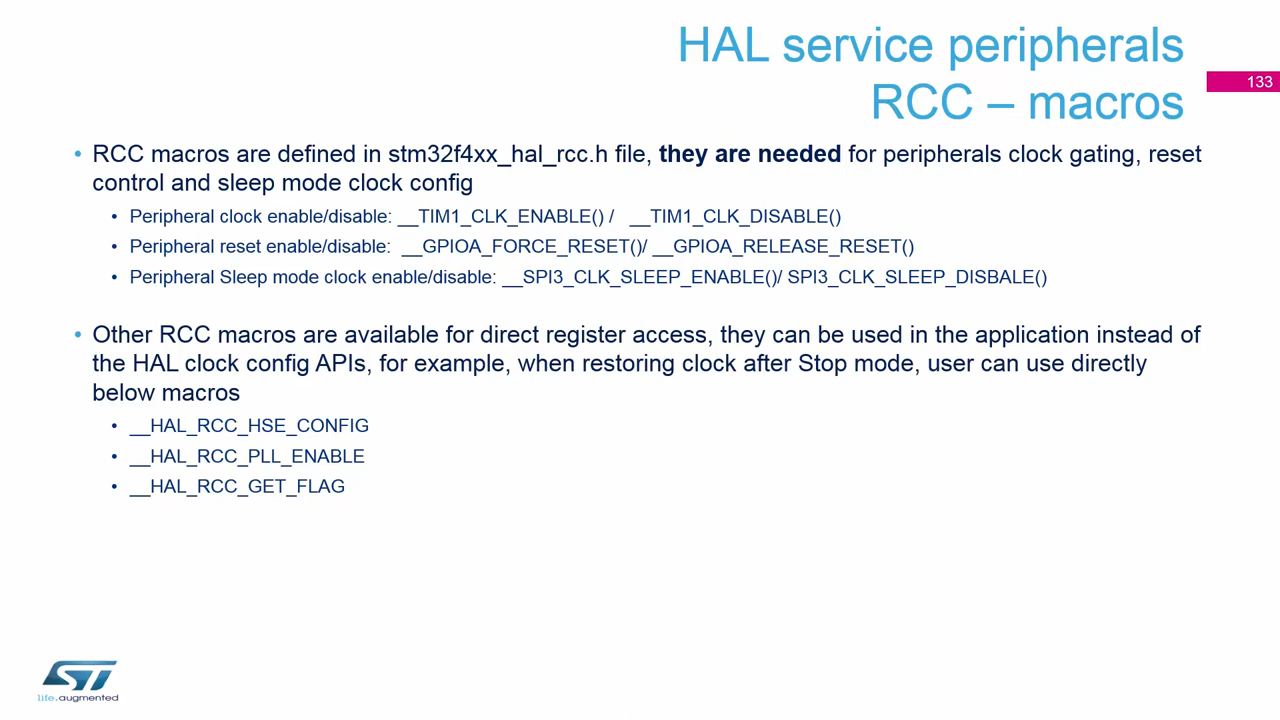 HAL service peripherals
RCC – macros
133
• RCC macros are defined in stm32f4xx_hal_rcc.h file, they are needed for peripherals clock gating, reset
control and sleep mode clock config
• Peripheral clock enable/disable: __TIM1_CLK_ENABLE() / __TIM1_CLK_DISABLE()
• Peripheral reset enable/disable: __GPIOA_FORCE_RESET()/ __GPIOA_RELEASE_RESET()
• Peripheral Sleep mode clock enable/disable: __SPI3_CLK_SLEEP_ENABLE()/ SPI3_CLK_SLEEP_DISBALE()
• Other RCC macros are available for direct register access, they can be used in the application instead of
the HAL clock config APIs, for example, when restoring clock after Stop mode, user can use directly
below macros
• __HAL_RCC_HSE_CONFIG
• __HAL_RCC_PLL_ENABLE
• __HAL_RCC_GET_FLAG
ST
life.augmented